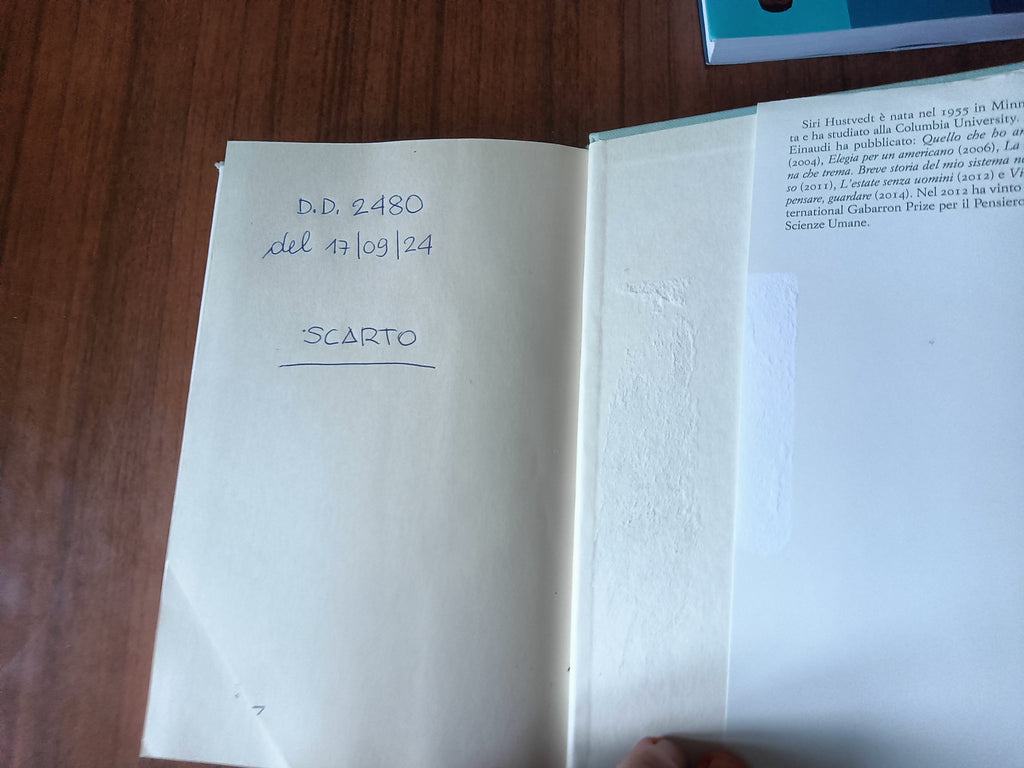 D.D. 2480
del 17/09/24
SCARTO
Siri Hustvedt è nata nel 1955 in Minn
ta e ha studiato alla Columbia University.
Einaudi ha pubblicato: Quello che ho
(2004), Elegia per un americano (2006), La
na che trema. Breve storia del mio sistema
so (2011), L'estate senza uomini (2012) e
pensare, guardare (2014). Nel 2012 ha vinto
ternational Gabarron Prize per il Pensiero
Scienze Umane.